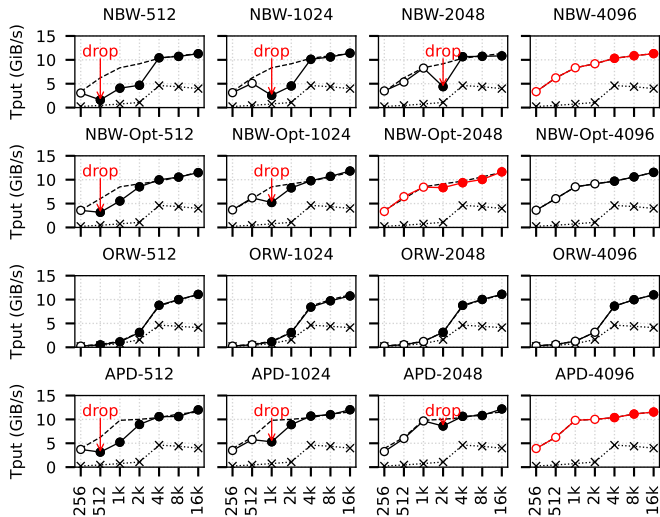 NBW-512 NBW-1024 NBW-2048 NBW-4096
Tput (GiB/s) 15 10 5 0 drop drop drop
NBW-Opt-512 NBW-Opt-1024 NBW-Opt-2048 NBW-Opt-4096
Tput (GiB/s) 15 10 5 0 drop drop
ORW-512 ORW-1024 ORW-2048 ORW-4096
Tput (GiB/s) 15 10 5 0
APD-512 APD-1024 APD-2048 APD-4096
Tput (GiB/s) 15 10 5 0 drop drop drop
256 512 1k 2k 4k 8k 16k 256 512 1k 2k 4k 8k 16k 256 512 1k 2k 4k 8k 16k 256 512 1k 2k 4k 8k 16k